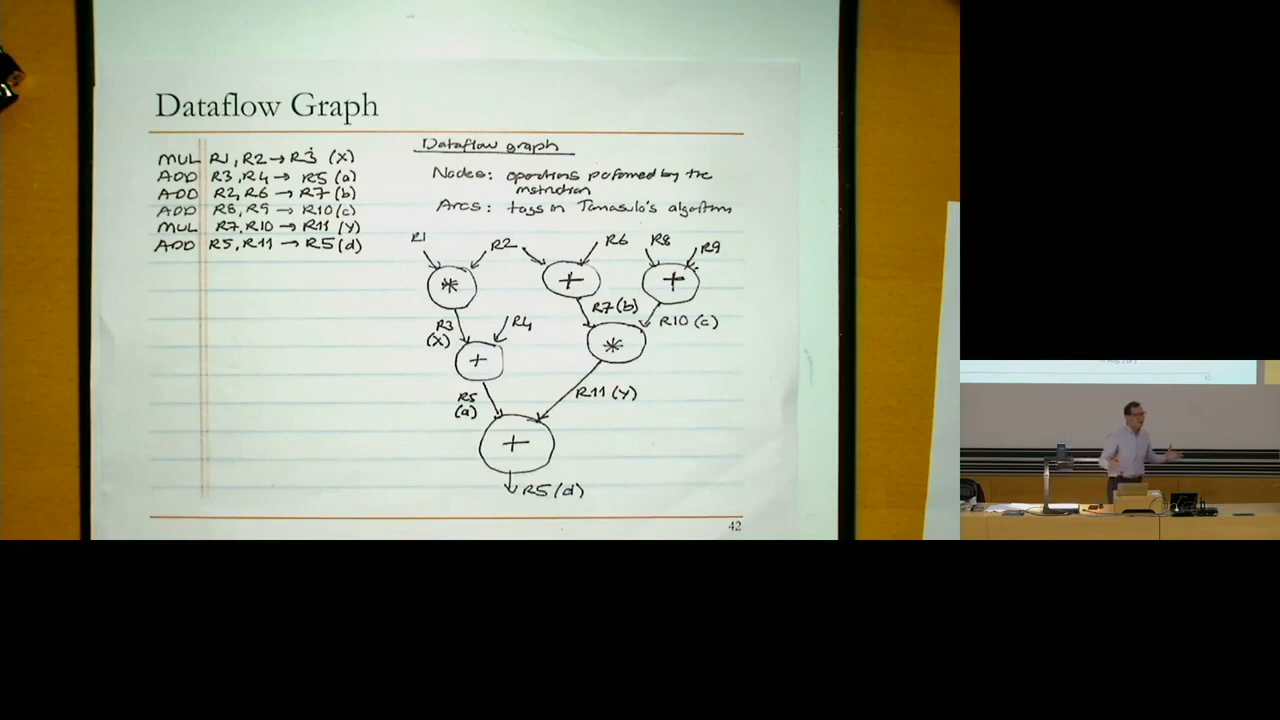 Dataflow Graph
MUL R1, R2 → R3 (X)
ADD R3, R4 → R5 (a)
ADD R2, R6 → R7 (b)
ADD R8, R9 → R10 (c)
MUL R7, R10 → R11 (Y)
ADD R5, R11 → R5 (d)
Dataflow graph
Nodes: operations performed by the
instruction
Arcs: tags in Tomasulo's algorithm
R1 R2 R6 R8 R9
* + +
R7 (b)
R3 R4 R10 (c)
(X)
+ *
R5 R11 (Y)
(a)
+
R5 (d)
42